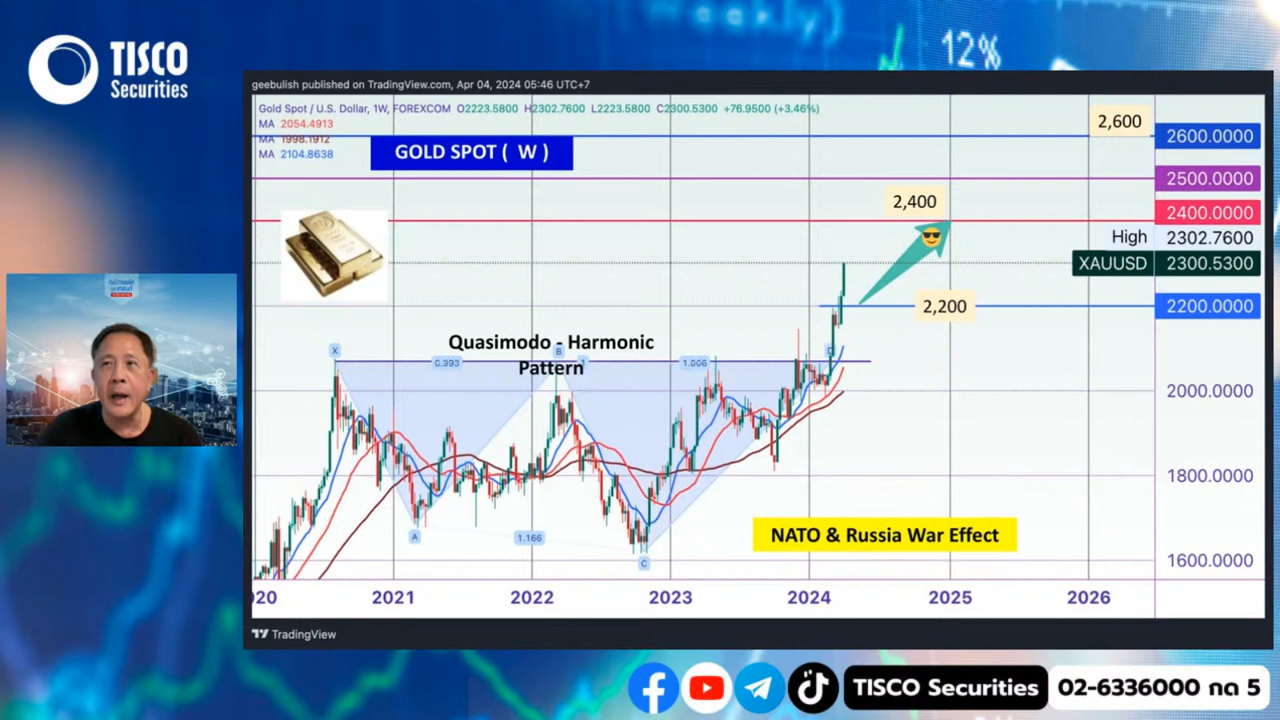 TISCO
Securities
12%
geebulish published on TradingView.com, Apr 04, 2024 05:46 UTC+7
Gold Spot / U.S. Dollar, 1W, FOREXCOM O2223.5800 H2302.7600 L2223.5800 C2300.5300 +76.9500 (+3.46%)
MA 2054.4913
MA 1998.1912
MA 2104.8638
GOLD SPOT ( W )
2,600
2600.0000
2500.0000
2,400
2400.0000
High 2302.7600
XAUUSD 2300.5300
2,200
2200.0000
Quasimodo - Harmonic
Pattern
X
B
D
0.993
1
1.006
2000.0000
1800.0000
A
1.166
C
NATO & Russia War Effect
1600.0000
020 2021 2022 2023 2024 2025 2026
TradingView
TISCO Securities 02-6336000 กด 5